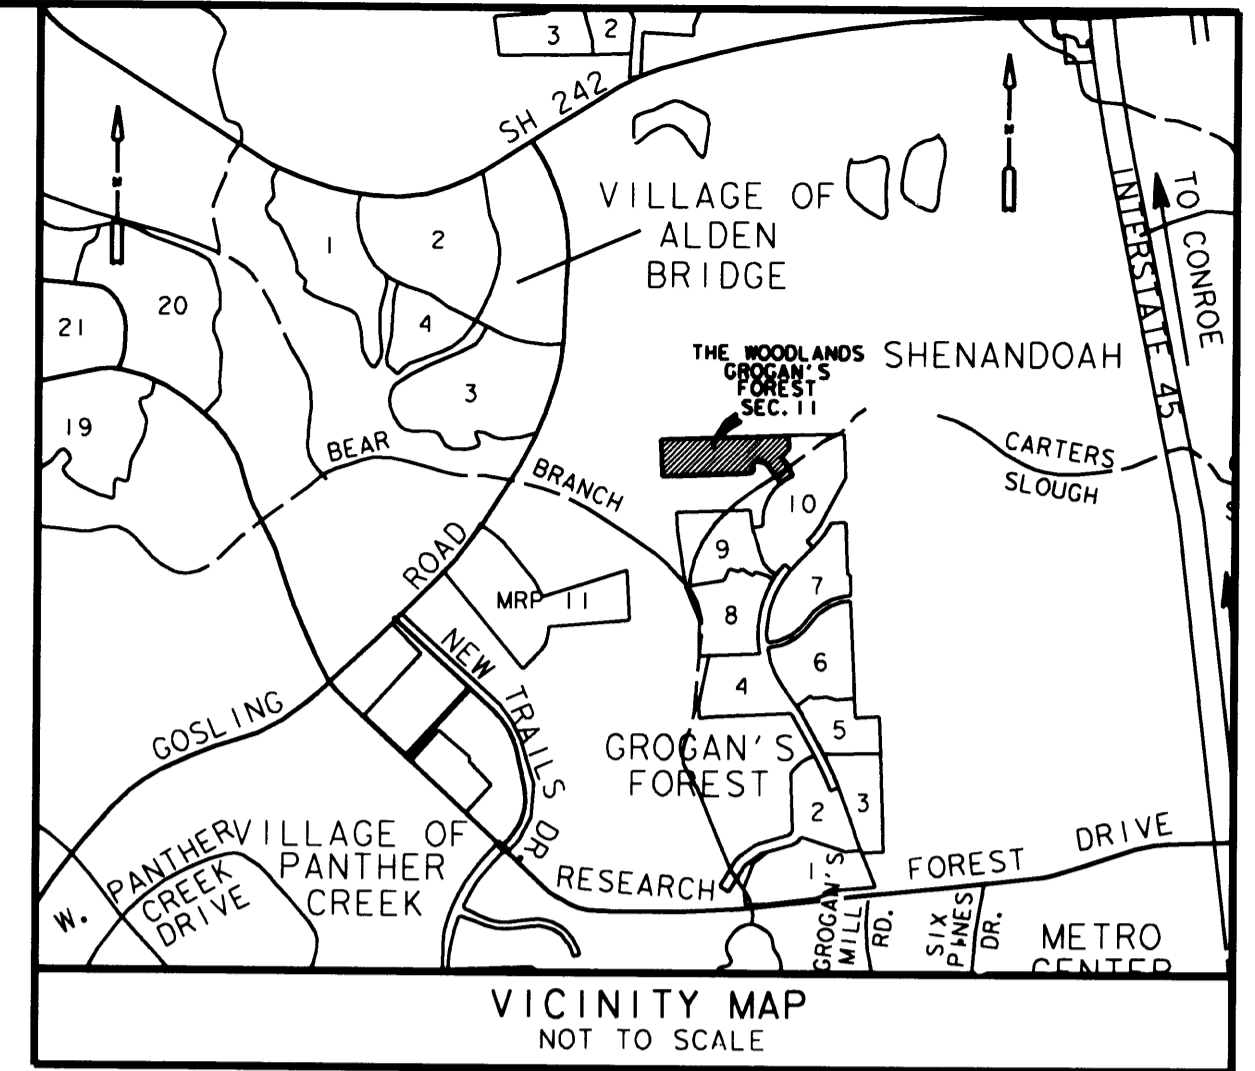 3
2
SH 242
VILLAGE OF
ALDEN
BRIDGE
1
2
4
3
20
21
19
INTERSTATE 45
TO CONROE
THE WOODLANDS
GROGAN'S
FOREST
SEC. 11
SHENANDOAH
BEAR
BRANCH
CARTERS
SLOUGH
10
9
8
7
6
4
5
2
3
1
ROAD
MRP 11
NEW TRAILS DR.
GOSLING
GROGAN'S
FOREST
VILLAGE OF
PANTHER
CREEK
W. PANTHER
CREEK
DRIVE
RESEARCH
FOREST
DRIVE
GROGAN'S
MILL
RD.
SIX
PINES
DR.
METRO
CENTER
VICINITY MAP
NOT TO SCALE